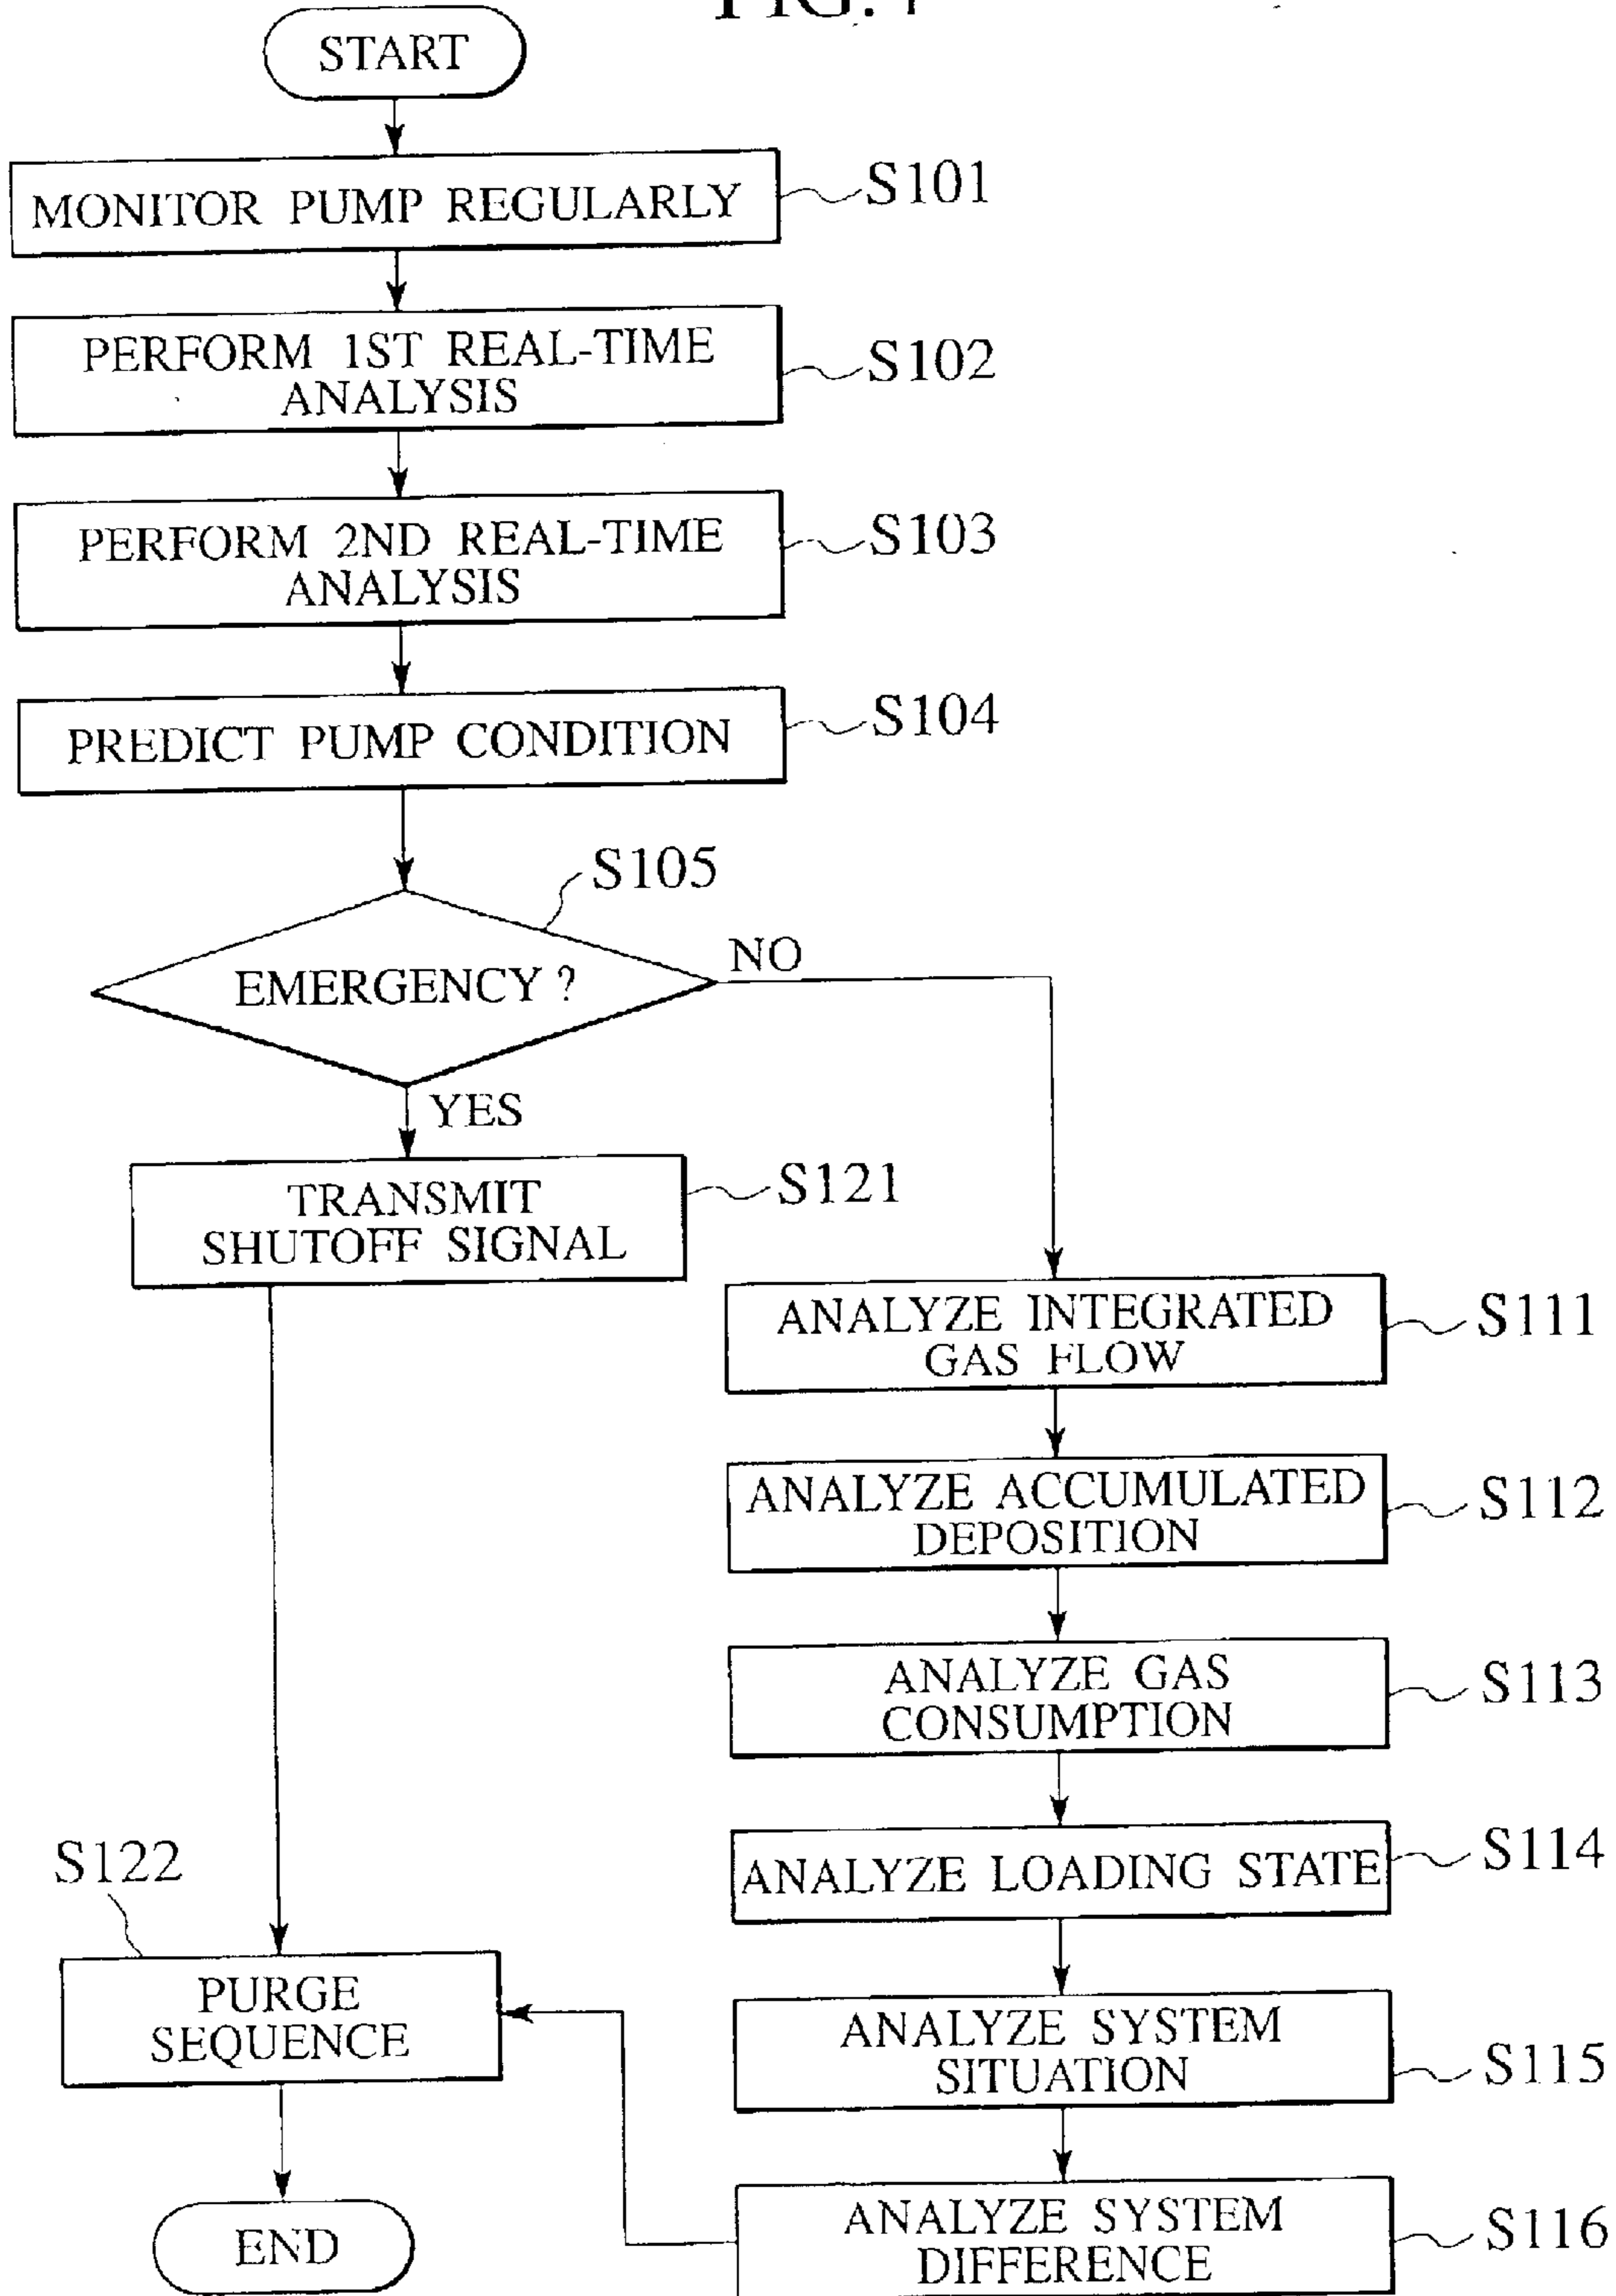 START
MONITOR PUMP REGULARLY
S101
PERFORM 1ST REAL-TIME
ANALYSIS
S102
PERFORM 2ND REAL-TIME
ANALYSIS
S103
PREDICT PUMP CONDITION
S104
S105
EMERGENCY ?
NO
YES
TRANSMIT
SHUTOFF SIGNAL
S121
ANALYZE INTEGRATED
GAS FLOW
S111
ANALYZE ACCUMULATED
DEPOSITION
S112
ANALYZE GAS
CONSUMPTION
S113
ANALYZE LOADING STATE
S114
S122
PURGE
SEQUENCE
ANALYZE SYSTEM
SITUATION
S115
ANALYZE SYSTEM
DIFFERENCE
S116
END